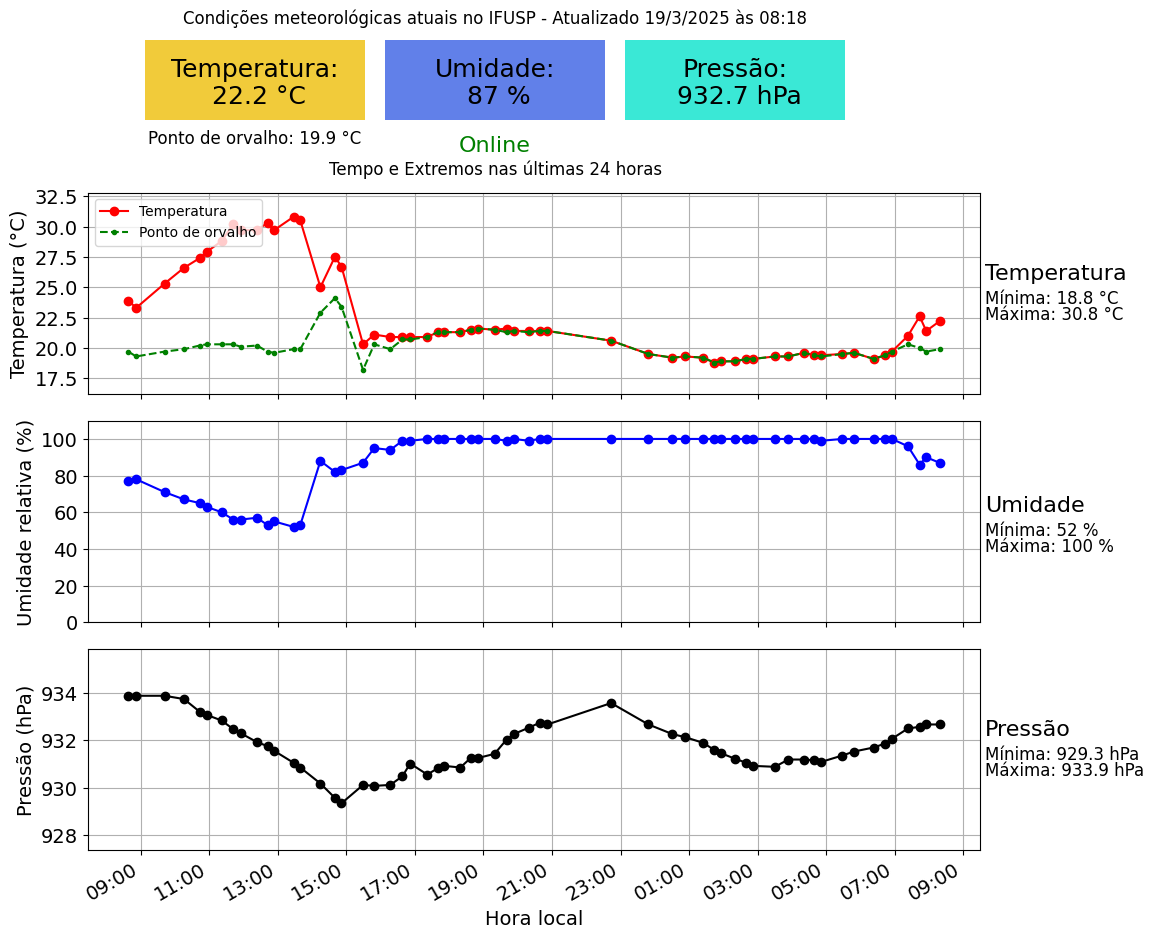 Condições meteorológicas atuais no IFUSP - Atualizado 19/3/2025 às 08:18
Temperatura:
22.2 °C
Umidade:
87 %
Pressão:
932.7 hPa
Ponto de orvalho: 19.9 °C
Online
Tempo e Extremos nas últimas 24 horas
Temperatura (°C)
32.5
30.0
27.5
25.0
22.5
20.0
17.5
Temperatura
Ponto de orvalho
Temperatura
Mínima: 18.8 °C
Máxima: 30.8 °C
Umidade relativa (%)
100
80
60
40
20
0
Umidade
Mínima: 52 %
Máxima: 100 %
Pressão (hPa)
934
932
930
928
Pressão
Mínima: 929.3 hPa
Máxima: 933.9 hPa
09:00
11:00
13:00
15:00
17:00
19:00
21:00
23:00
01:00
03:00
05:00
07:00
09:00
Hora local